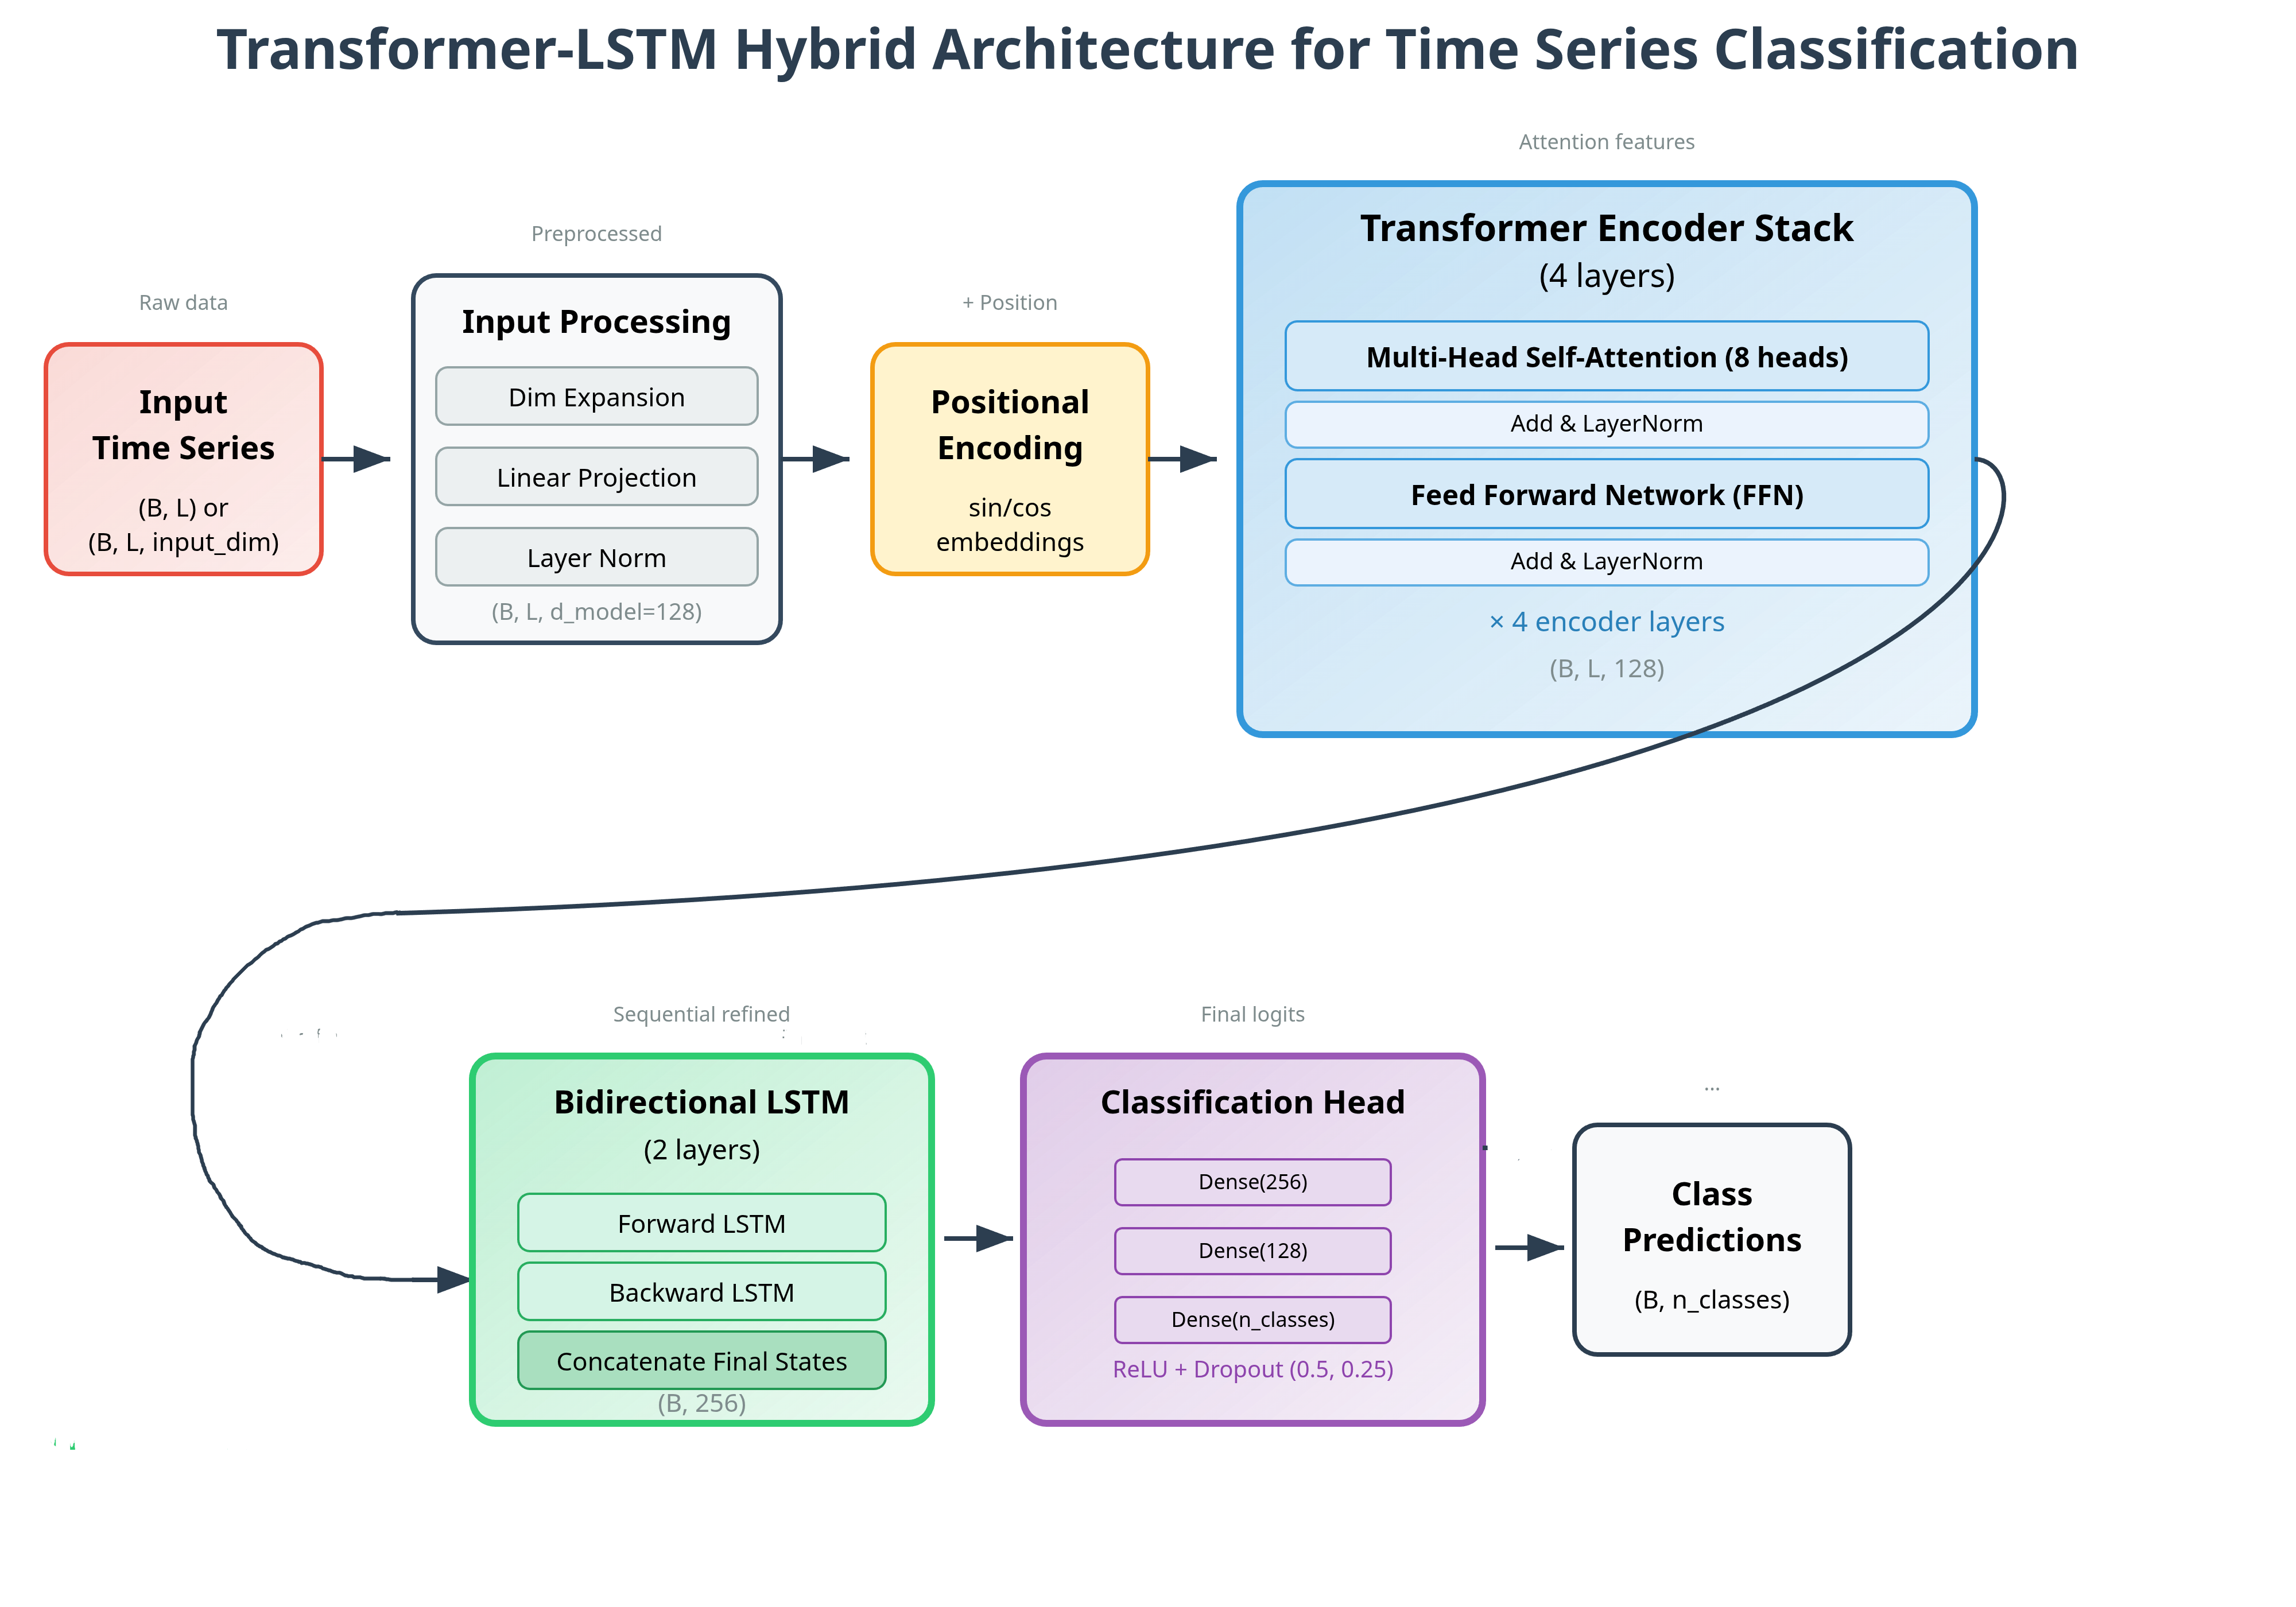 Transformer-LSTM Hybrid Architecture for Time Series Classification
Raw data
Input
Time Series
(B, L) or
(B, L, input_dim)
Preprocessed
Input Processing
Dim Expansion
Linear Projection
Layer Norm
(B, L, d_model=128)
+ Position
Positional
Encoding
sin/cos
embeddings
Attention features
Transformer Encoder Stack
(4 layers)
Multi-Head Self-Attention (8 heads)
Add & LayerNorm
Feed Forward Network (FFN)
Add & LayerNorm
× 4 encoder layers
(B, L, 128)
Sequential refined
Bidirectional LSTM
(2 layers)
Forward LSTM
Backward LSTM
Concatenate Final States
(B, 256)
Final logits
Classification Head
Dense(256)
Dense(128)
Dense(n_classes)
ReLU + Dropout (0.5, 0.25)
...
Class
Predictions
(B, n_classes)